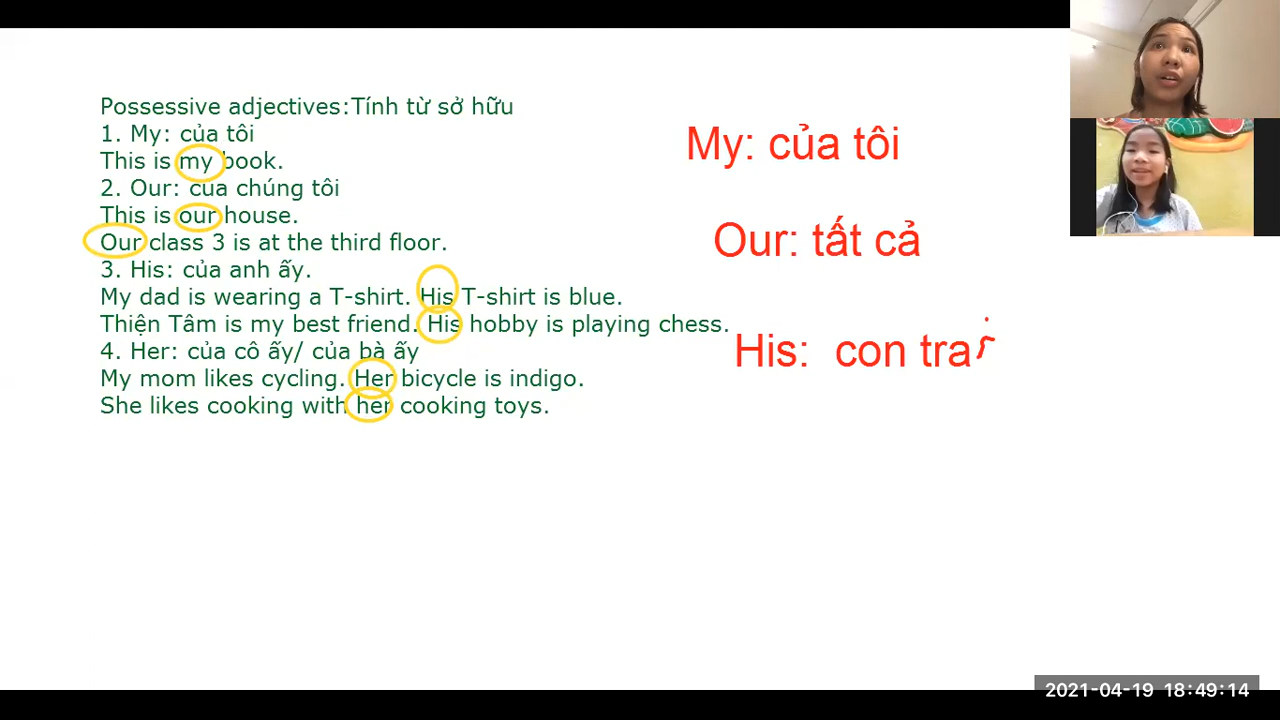 Possessive adjectives:Tính từ sở hữu
1. My: của tôi
This is my book.
2. Our: của chúng tôi
This is our house.
Our class 3 is at the third floor.
3. His: của anh ấy.
My dad is wearing a T-shirt. His T-shirt is blue.
Thiện Tâm is my best friend. His hobby is playing chess.
4. Her: của cô ấy/ của bà ấy
My mom likes cycling. Her bicycle is indigo.
She likes cooking with her cooking toys.
My: của tôi
Our: tất cả
His: con trai
2021-04-19 18:49:14